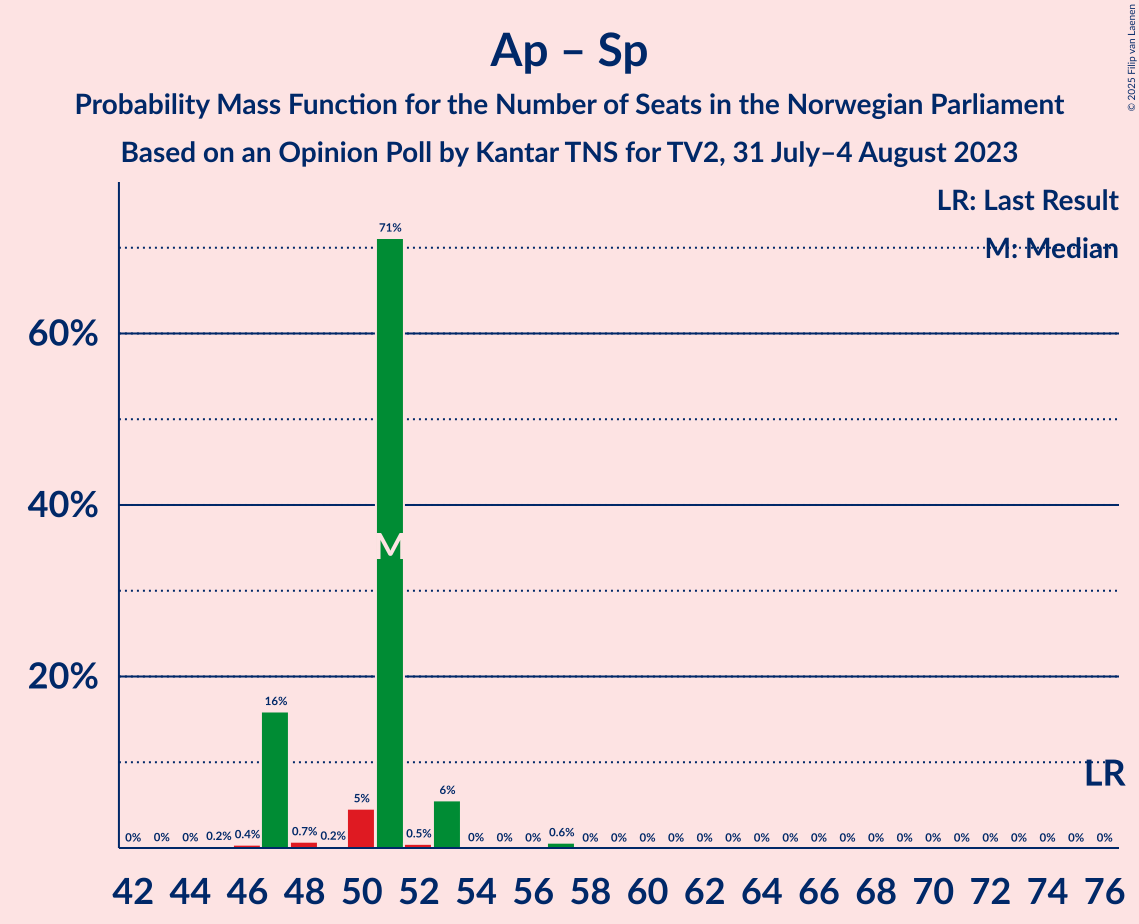 Ap – Sp
Probability Mass Function for the Number of Seats in the Norwegian Parliament
Based on an Opinion Poll by Kantar TNS for TV2, 31 July–4 August 2023
© 2025 Filip van Laenen
LR: Last Result
M: Median
60%
40%
20%
0% 0% 0% 0.2% 0.4% 16% 0.7% 0.2% 5% 71% 0.5% 6% 0% 0% 0% 0.6% 0% 0% 0% 0% 0% 0% 0% 0% 0% 0% 0% 0% 0% 0% 0% 0% 0% 0% 0%
M
LR
42 44 46 48 50 52 54 56 58 60 62 64 66 68 70 72 74 76